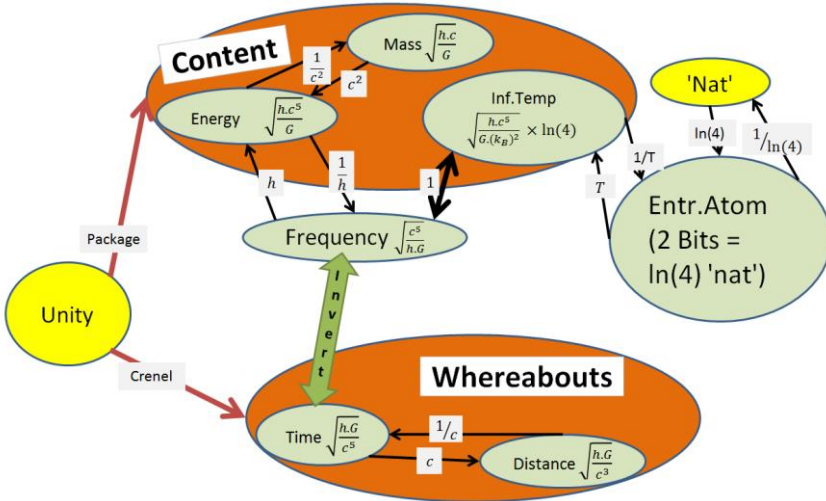 Content
Mass √(h.c/G)
1/c²
c²
Energy √(h.c⁵/G)
Inf.Temp
√(h.c⁵/G.(k_B)²) × ln(4)
'Nat'
ln(4)
1/ln(4)
1/T
T
h
1/h
1
Package
Frequency √(c⁵/h.G)
Entr.Atom
(2 Bits =
ln(4) 'nat')
Unity
Invert
Crenel
Whereabouts
Time √(h.G/c⁵)
1/c
c
Distance √(h.G/c³)